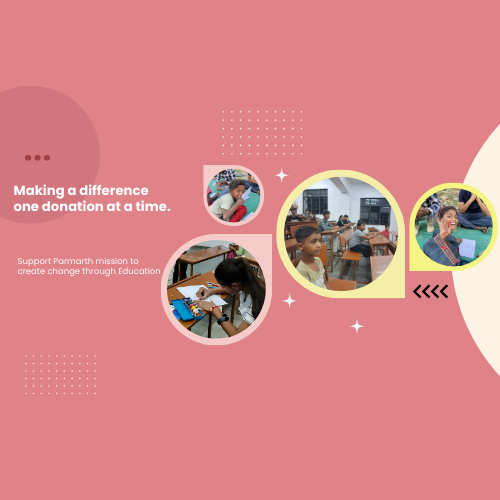 Making a difference
one donation at a time.
Support Parmarth mission to
create change through Education